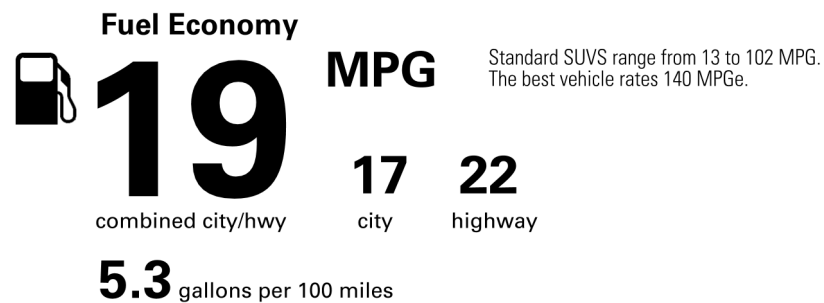 Fuel Economy
19
MPG
Standard SUVS range from 13 to 102 MPG.
The best vehicle rates 140 MPGe.
combined city/hwy
17
city
22
highway
5.3 gallons per 100 miles